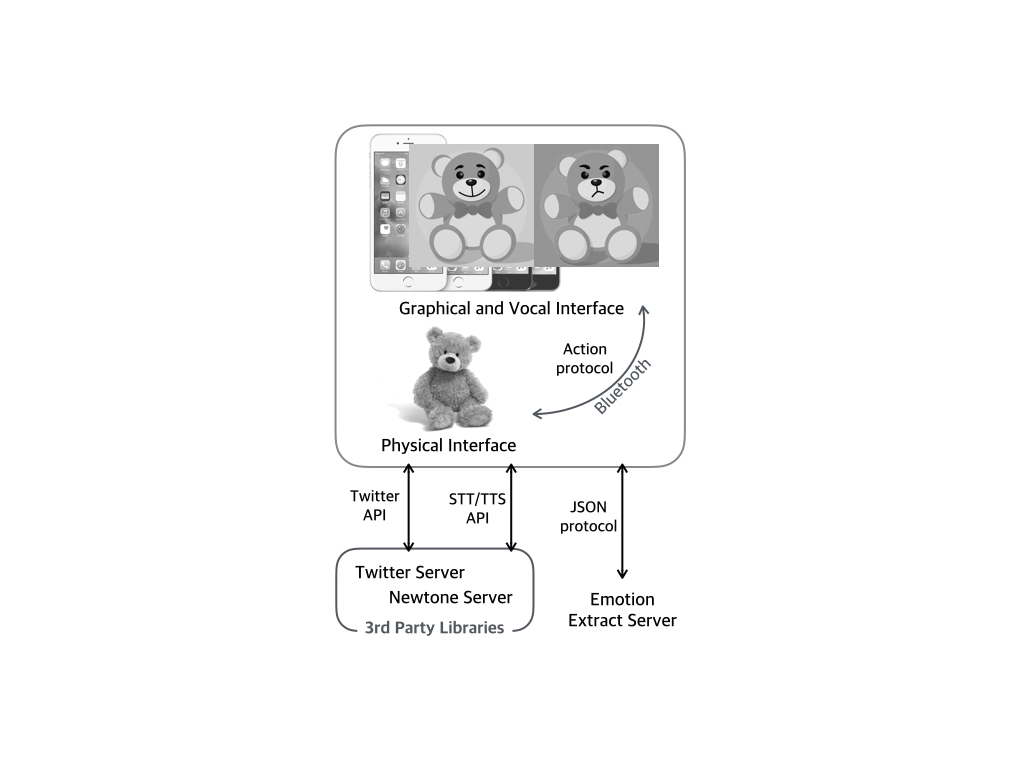 Graphical and Vocal Interface
Action
protocol
Bluetooth
Physical Interface
Twitter
API
STT/TTS
API
JSON
protocol
Twitter Server
Newtone Server
3rd Party Libraries
Emotion
Extract Server